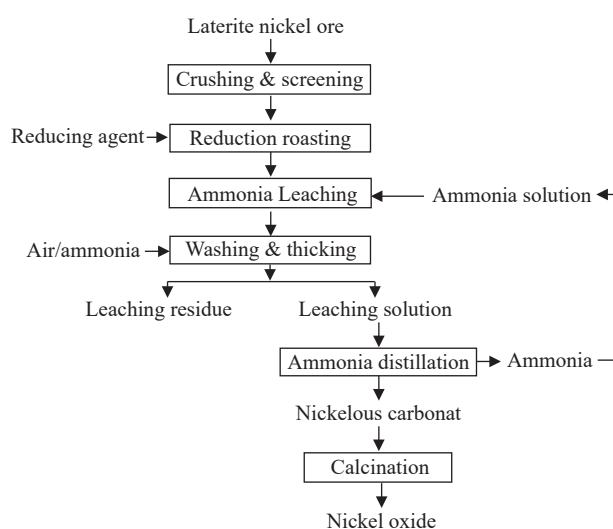 Laterite nickel ore
Crushing & screening
Reducing agent
Reduction roasting
Ammonia Leaching
Ammonia solution
Air/ammonia
Washing & thicking
Leaching residue
Leaching solution
Ammonia distillation
Ammonia
Nickelous carbonat
Calcination
Nickel oxide